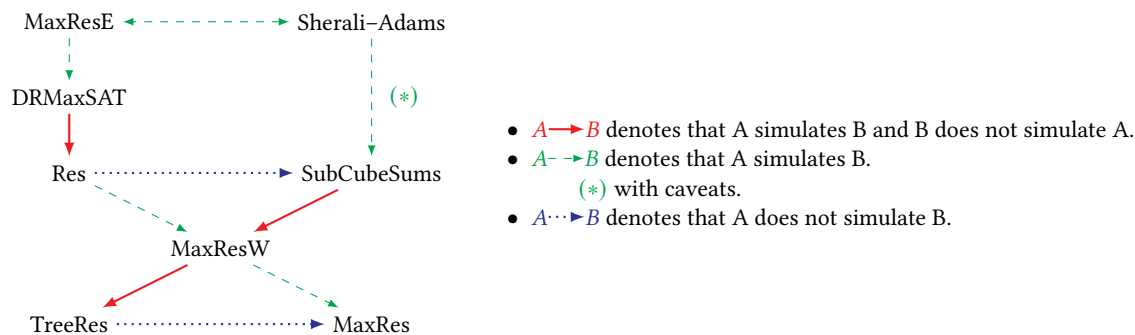 MaxResE Sherali–Adams
DRMaxSAT (∗)
Res SubCubeSums
MaxResW
TreeRes MaxRes
• A B denotes that A simulates B and B does not simulate A.
• A B denotes that A simulates B.
(∗) with caveats.
• A B denotes that A does not simulate B.